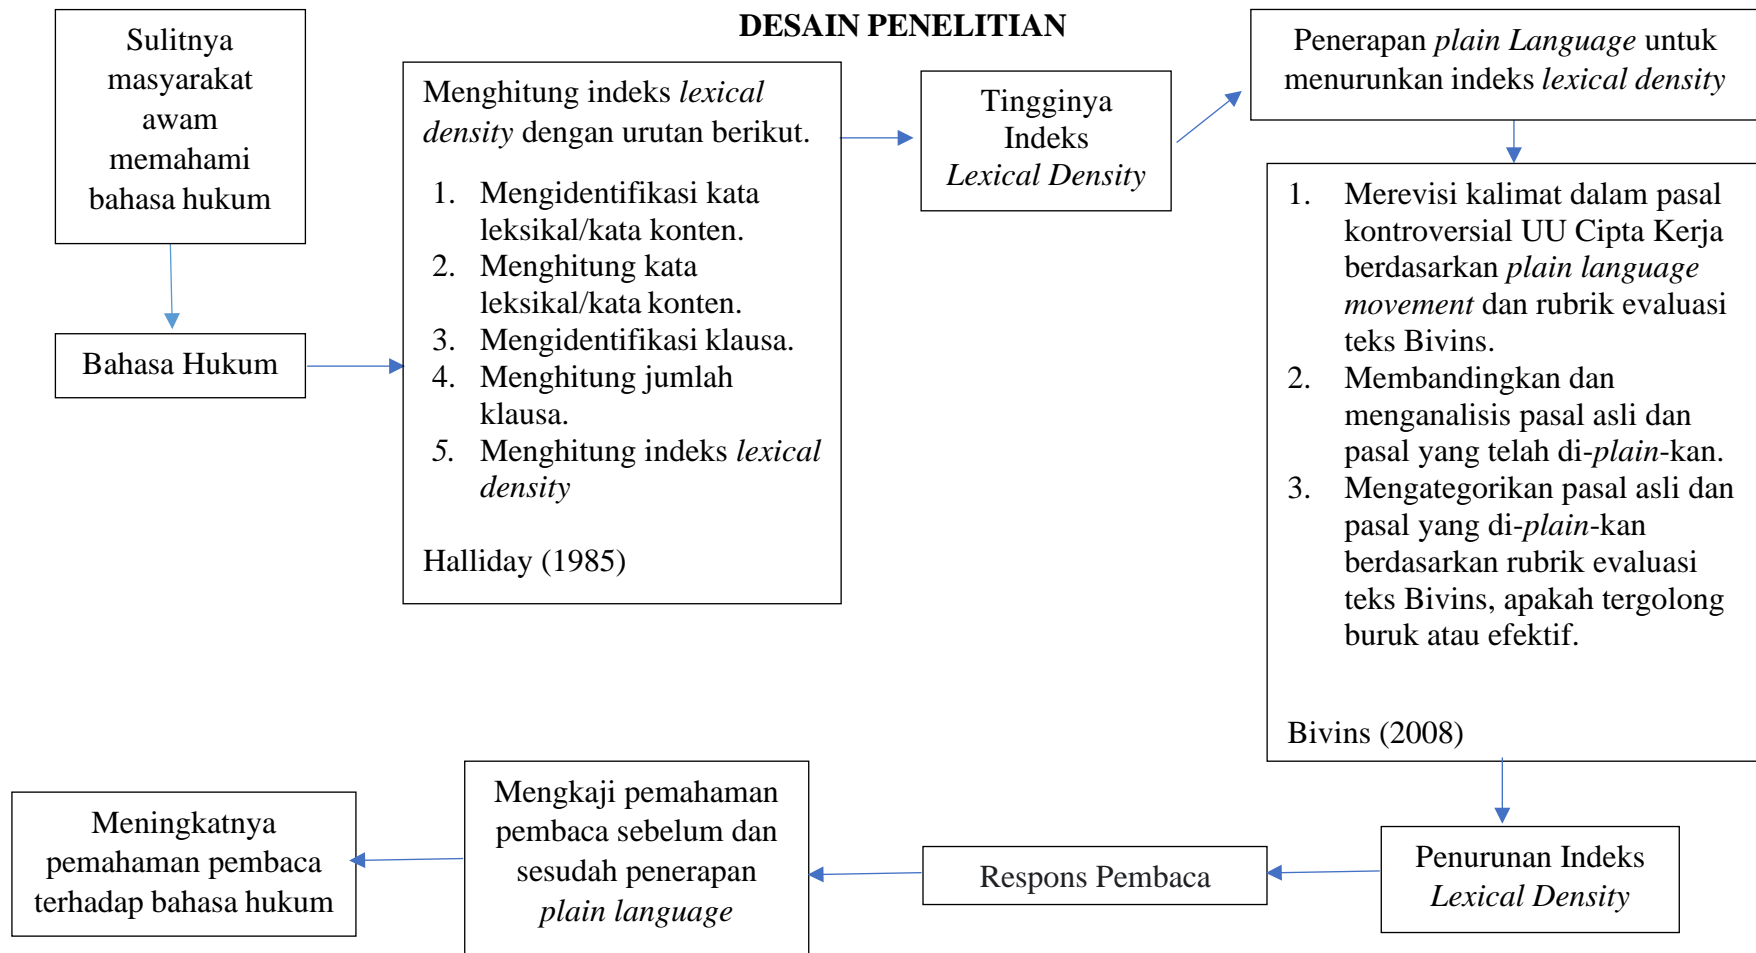 DESAIN PENELITIAN
Sulitnya
masyarakat
awam
memahami
bahasa hukum
Bahasa Hukum
Menghitung indeks lexical
density dengan urutan berikut.
1. Mengidentifikasi kata
leksikal/kata konten.
2. Menghitung kata
leksikal/kata konten.
3. Mengidentifikasi klausa.
4. Menghitung jumlah
klausa.
5. Menghitung indeks lexical
density
Halliday (1985)
Tingginya
Indeks
Lexical Density
Penerapan plain Language untuk
menurunkan indeks lexical density
1. Merevisi kalimat dalam pasal
kontroversial UU Cipta Kerja
berdasarkan plain language
movement dan rubrik evaluasi
teks Bivins.
2. Membandingkan dan
menganalisis pasal asli dan
pasal yang telah di-plain-kan.
3. Mengategorikan pasal asli dan
pasal yang di-plain-kan
berdasarkan rubrik evaluasi
teks Bivins, apakah tergolong
buruk atau efektif.
Bivins (2008)
Penurunan Indeks
Lexical Density
Respons Pembaca
Mengkaji pemahaman
pembaca sebelum dan
sesudah penerapan
plain language
Meningkatnya
pemahaman pembaca
terhadap bahasa hukum